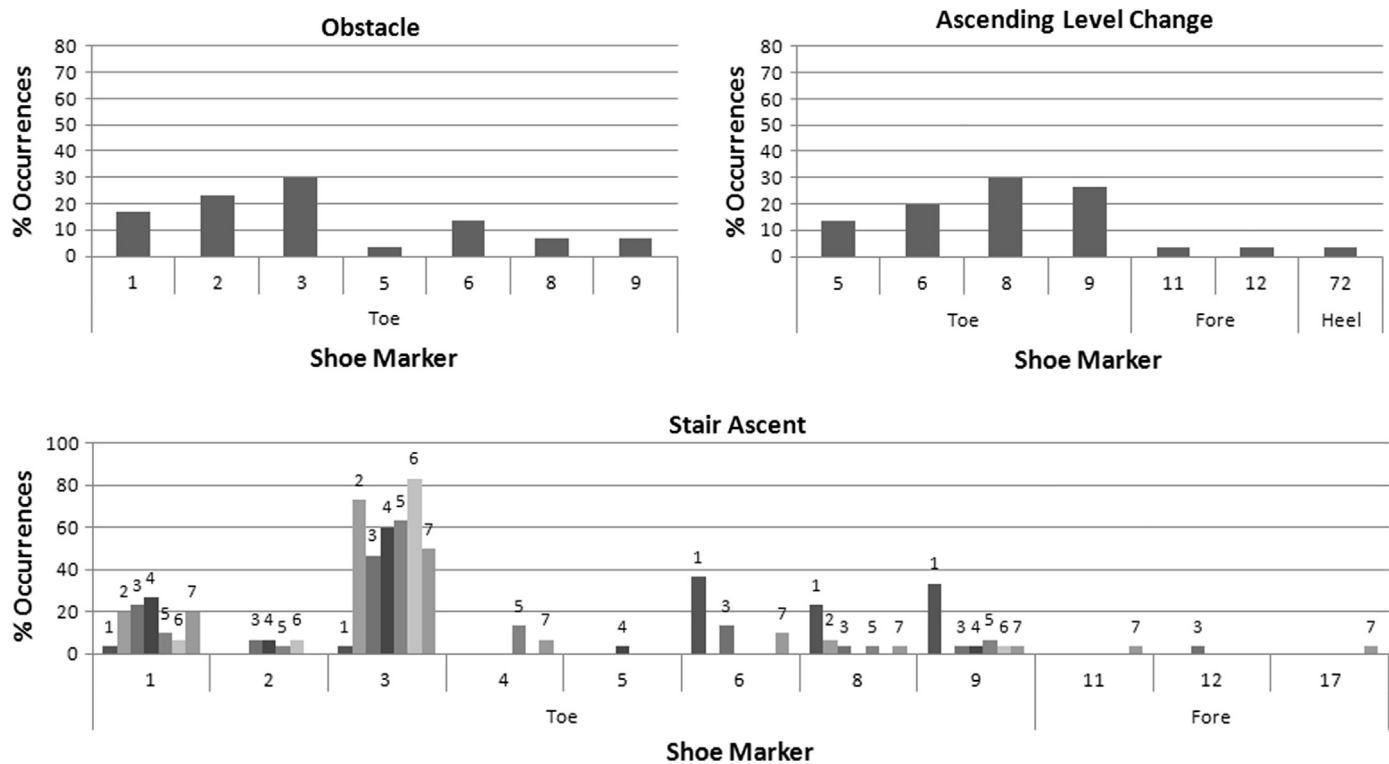 Obstacle
% Occurrences
80
70
60
50
40
30
20
10
0
1 2 3 5 6 8 9
Toe
Shoe Marker
Ascending Level Change
% Occurrences
80
70
60
50
40
30
20
10
0
5 6 8 9 11 12 72
Toe Fore Heel
Shoe Marker
Stair Ascent
% Occurrences
100
80
60
40
20
0
1 2 3 4 5 6 7
3 4 5 6
1 2 3 4 5 6 7
5 7
4
1 3 7
1 2 3 5 7
1 3 4 5 6 7
7
3
7
1 2 3 4 5 6 8 9 11 12 17
Toe Fore
Shoe Marker